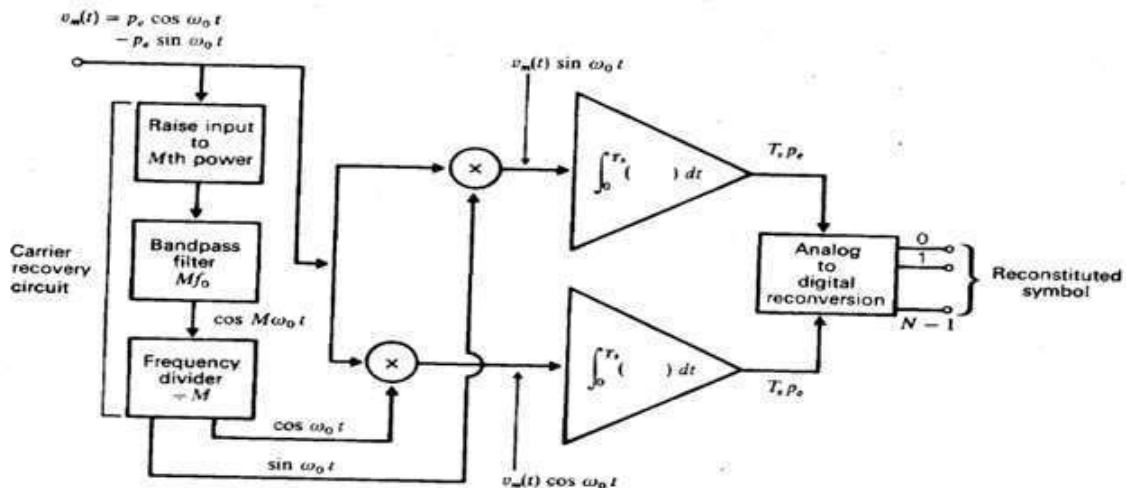 v_m(t) = p_e cos ω_0 t
- p_e sin ω_0 t
Raise input
to
Mth power
Bandpass
filter
Mf_0
cos Mω_0 t
Frequency
divider
÷ M
Carrier
recovery
circuit
cos ω_0 t
sin ω_0 t
v_m(t) sin ω_0 t
×
∫_0^{T_s} ( ) dt
T_s p_e
×
∫_0^{T_s} ( ) dt
T_s p_o
v_m(t) cos ω_0 t
Analog
to
digital
reconversion
0
1
N - 1
Reconstituted
symbol